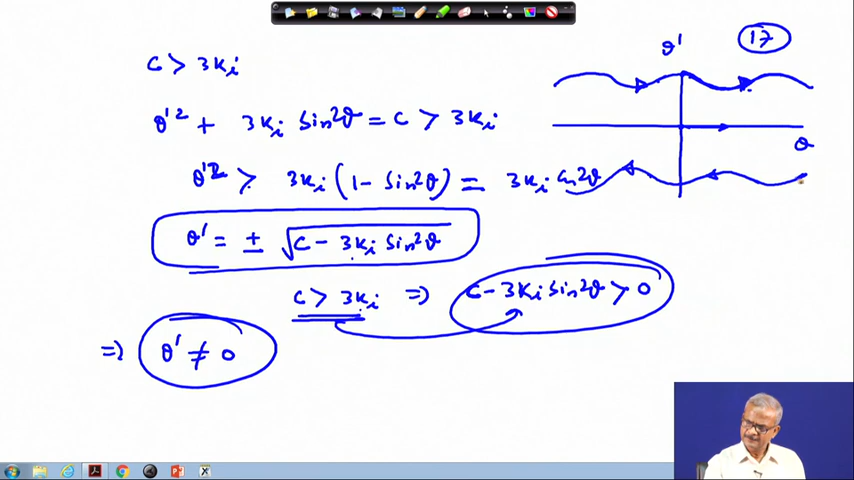 17
θ'
θ
c > 3kᵢ
θ'² + 3kᵢ sin²θ = c > 3kᵢ
θ'² > 3kᵢ (1 - sin²θ) = 3kᵢ cos²θ
θ' = ± √(c - 3kᵢ sin²θ)
c > 3kᵢ ⇒ c - 3kᵢ sin²θ > 0
⇒ θ' ≠ 0